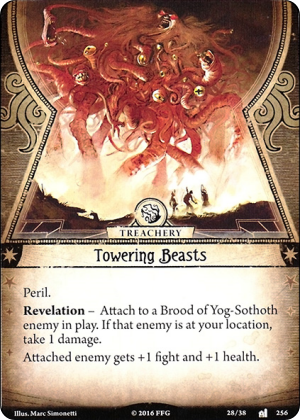 TREACHERY
Towering Beasts
Peril.
Revelation – Attach to a Brood of Yog-Sothoth
enemy in play. If that enemy is at your location,
take 1 damage.
Attached enemy gets +1 fight and +1 health.
Illus. Marc Simonetti © 2016 FFG 28/38 256